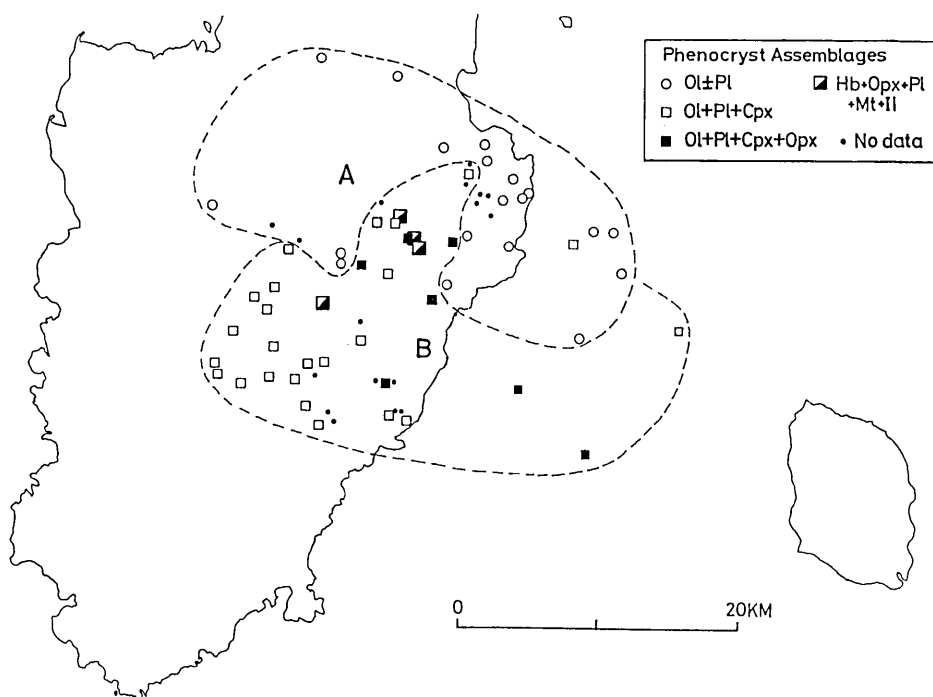 Phenocryst Assemblages
Ol±Pl
Ol+Pl+Cpx
Ol+Pl+Cpx+Opx
Hb+Opx+Pl
+Mt+Il
No data
A
B
0
20KM